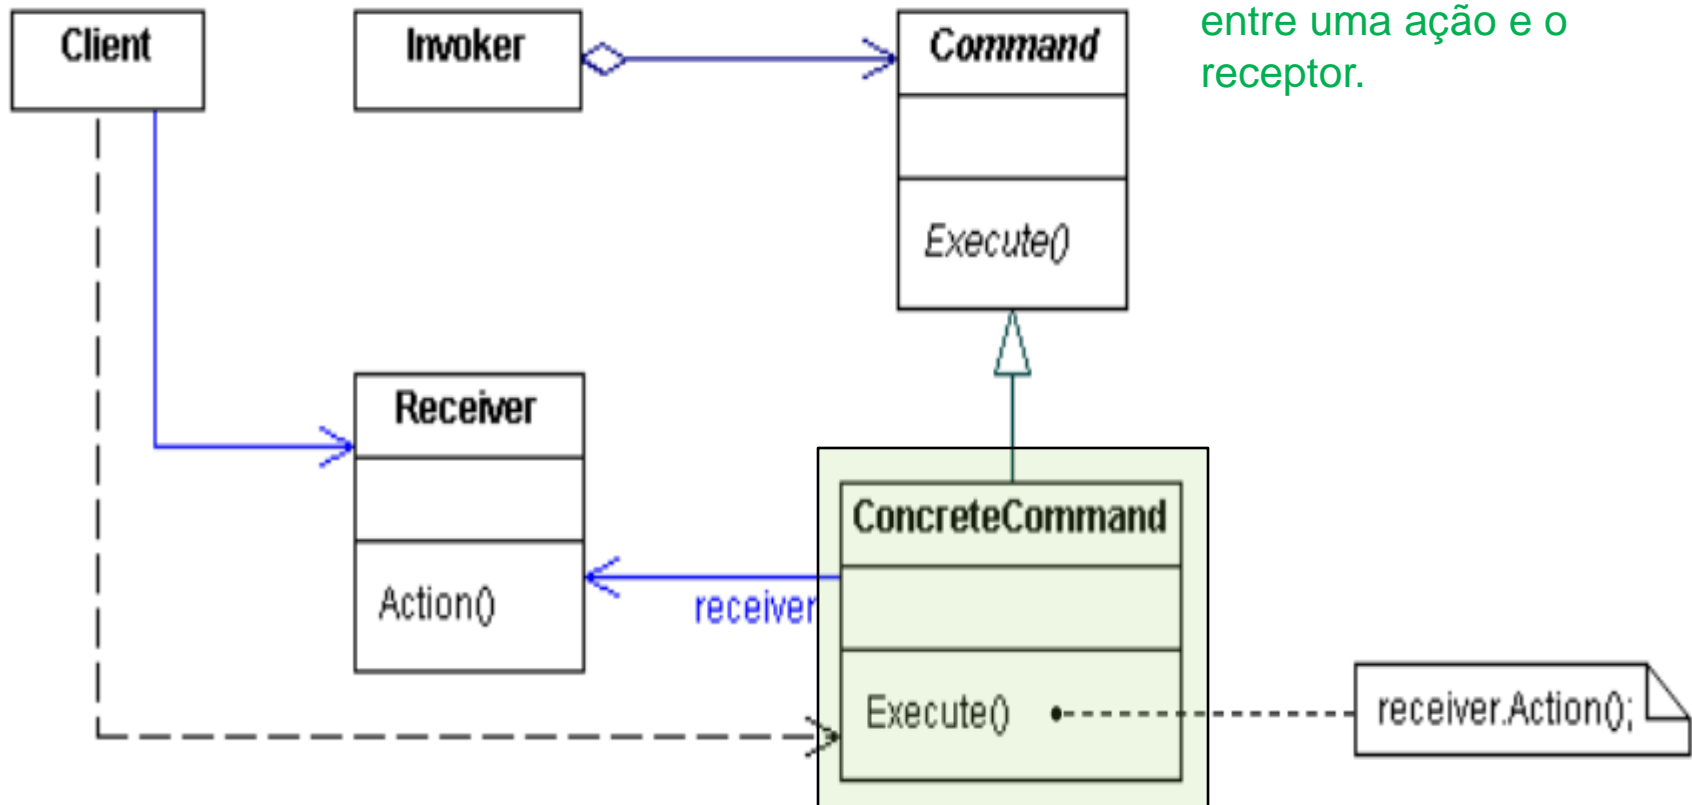 Client
Invoker
Command
entre uma ação e o
receptor.
Execute()
Receiver
ConcreteCommand
Action()
receiver
Execute()
receiver.Action();